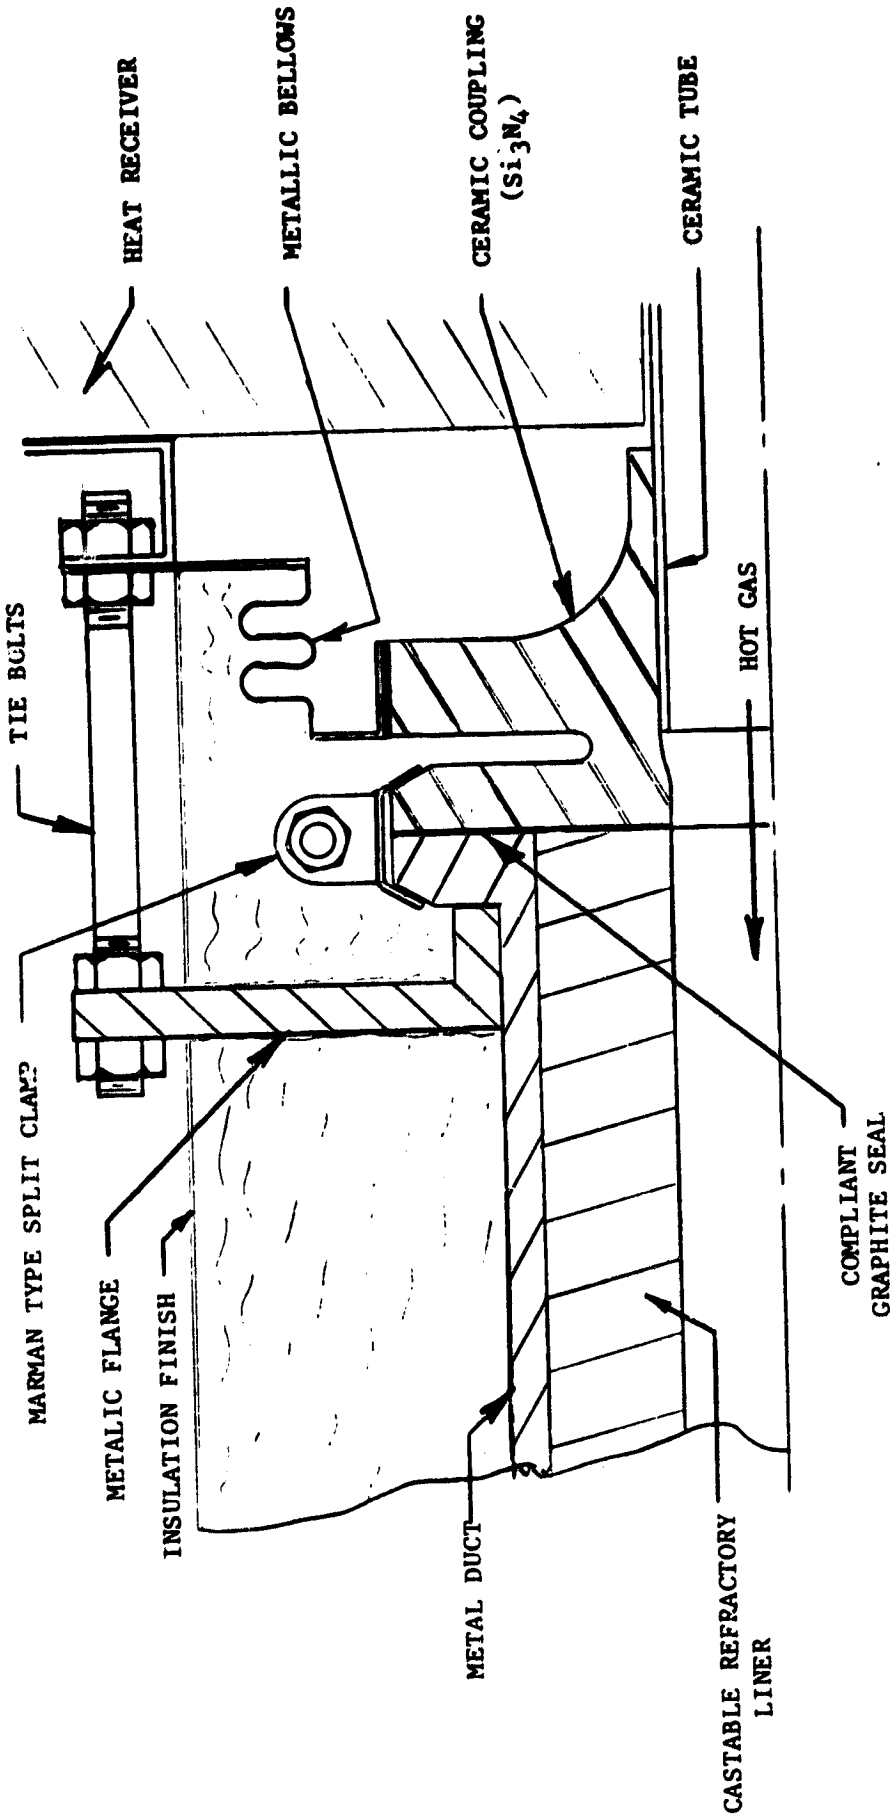 HEAT RECEIVER
METALLIC BELLOWS
CERAMIC COUPLING
(Si3N4)
CERAMIC TUBE
TIE BOLTS
HOT GAS
MARMAN TYPE SPLIT CLAMP
METALIC FLANGE
INSULATION FINISH
COMPLIANT
GRAPHITE SEAL
METAL DUCT
CASTABLE REFRACTORY
LINER